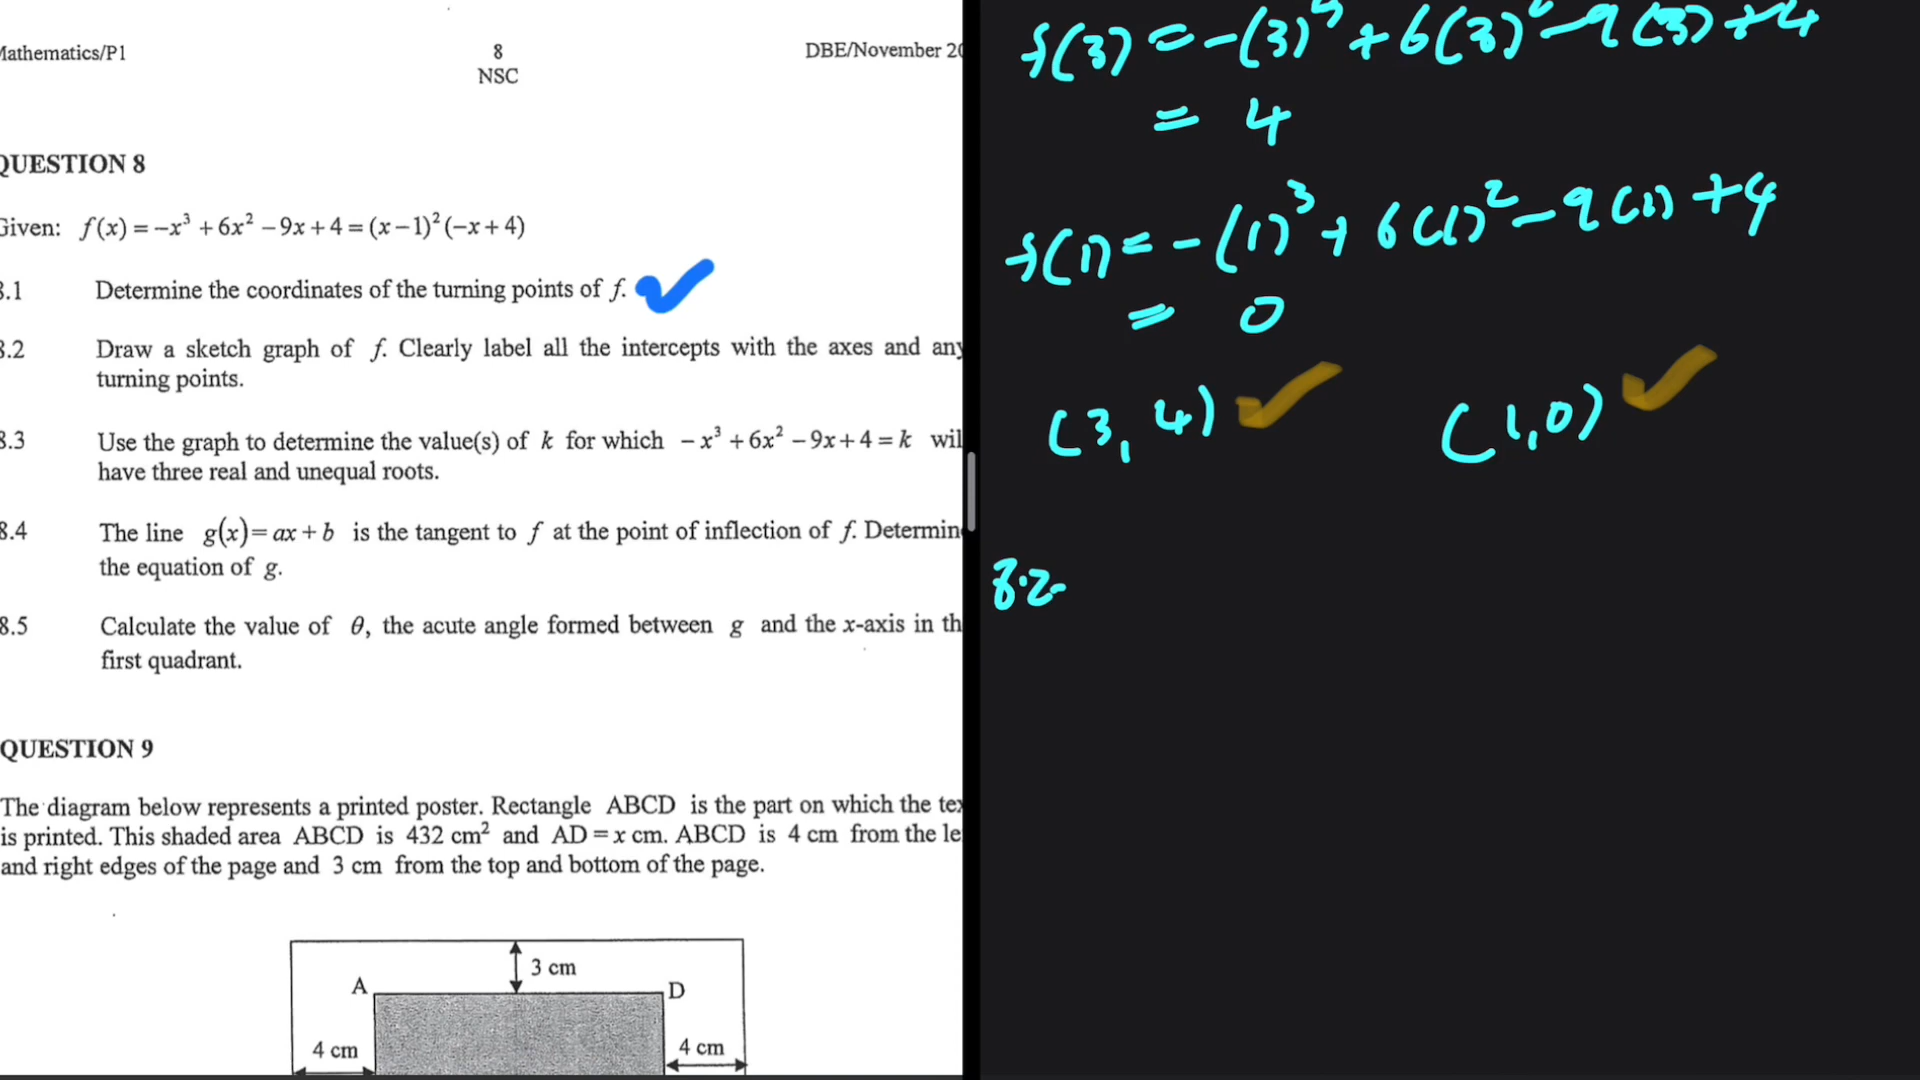 Mathematics/P1
8
NSC
DBE/November 20
QUESTION 8
Given: f(x) = −x³ + 6x² − 9x + 4 = (x − 1)² (−x + 4)
8.1 Determine the coordinates of the turning points of f.
8.2 Draw a sketch graph of f. Clearly label all the intercepts with the axes and any
turning points.
8.3 Use the graph to determine the value(s) of k for which − x³ + 6x² − 9x + 4 = k wil
have three real and unequal roots.
8.4 The line g(x) = ax + b is the tangent to f at the point of inflection of f. Determin
the equation of g.
8.5 Calculate the value of θ, the acute angle formed between g and the x-axis in th
first quadrant.
QUESTION 9
The diagram below represents a printed poster. Rectangle ABCD is the part on which the tex
is printed. This shaded area ABCD is 432 cm² and AD = x cm. ABCD is 4 cm from the le
and right edges of the page and 3 cm from the top and bottom of the page.
3 cm
A
D
4 cm
4 cm
f(3) = -(3)³ + 6(3)² - 9(3) + 4
= 4
f(1) = -(1)³ + 6(1)² - 9(1) + 4
= 0
(3, 4) (1, 0)
8.2